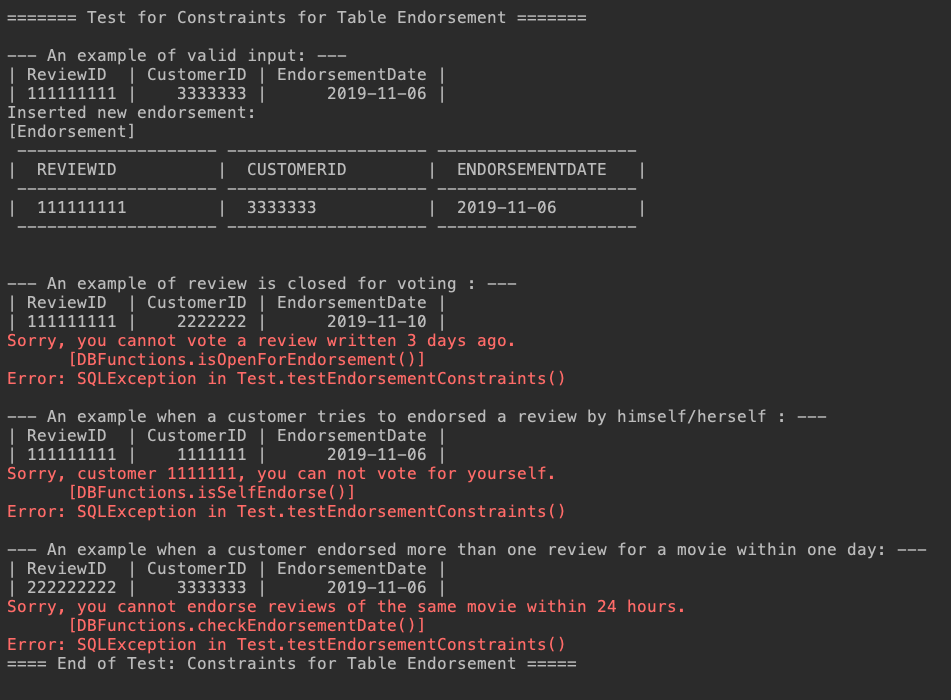 ======= Test for Constraints for Table Endorsement =======
--- An example of valid input: ---
| ReviewID  | CustomerID | EndorsementDate |
| 111111111 |    3333333 |      2019-11-06 |
Inserted new endorsement:
[Endorsement]
 -------------------- -------------------- --------------------
|  REVIEWID          |  CUSTOMERID        |  ENDORSEMENTDATE   |
 -------------------- -------------------- --------------------
|  111111111         |  3333333           |  2019-11-06        |
 -------------------- -------------------- --------------------
--- An example of review is closed for voting : ---
| ReviewID  | CustomerID | EndorsementDate |
| 111111111 |    2222222 |      2019-11-10 |
Sorry, you cannot vote a review written 3 days ago.
      [DBFunctions.isOpenForEndorsement()]
Error: SQLException in Test.testEndorsementConstraints()
--- An example when a customer tries to endorsed a review by himself/herself : ---
| ReviewID  | CustomerID | EndorsementDate |
| 111111111 |    1111111 |      2019-11-06 |
Sorry, customer 1111111, you can not vote for yourself.
      [DBFunctions.isSelfEndorse()]
Error: SQLException in Test.testEndorsementConstraints()
--- An example when a customer endorsed more than one review for a movie within one day: ---
| ReviewID  | CustomerID | EndorsementDate |
| 222222222 |    3333333 |      2019-11-06 |
Sorry, you cannot endorse reviews of the same movie within 24 hours.
      [DBFunctions.checkEndorsementDate()]
Error: SQLException in Test.testEndorsementConstraints()
==== End of Test: Constraints for Table Endorsement =====